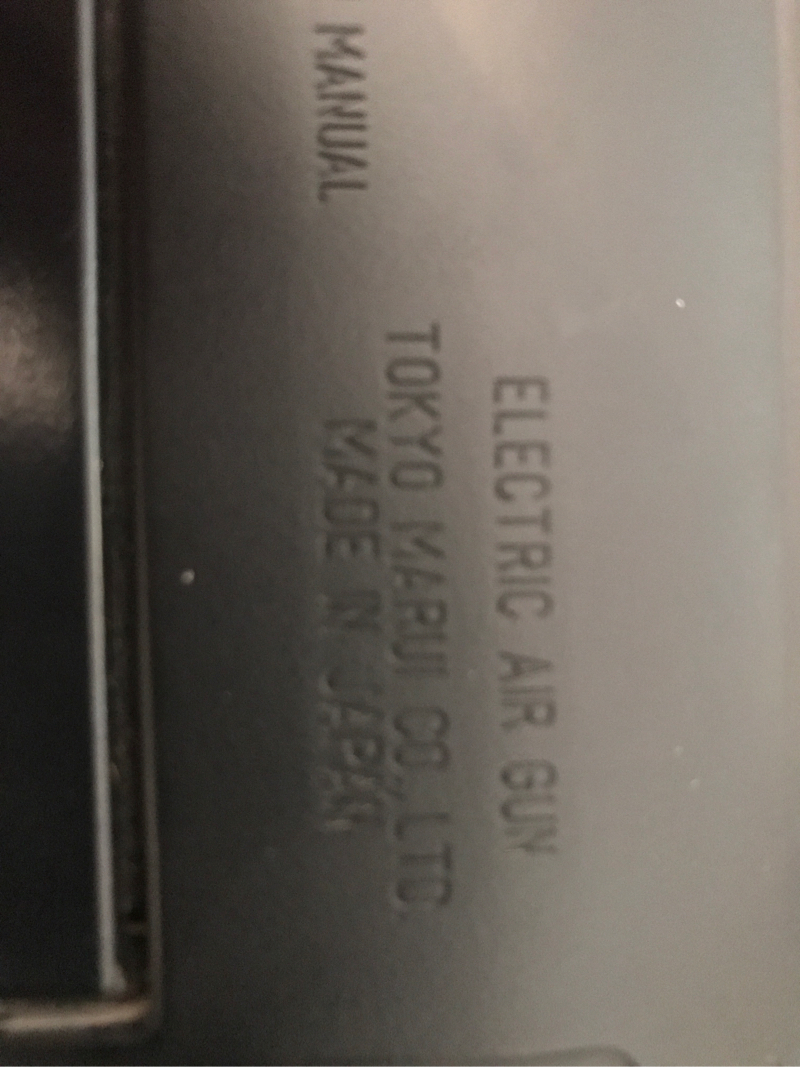 MANUAL
ELECTRIC AIR GUN
TOKYO MARUI CO.,LTD.
MADE IN JAPAN